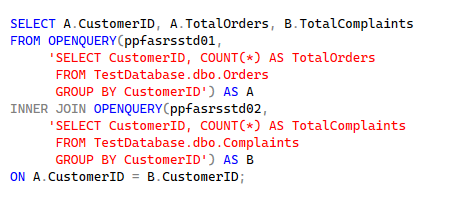 SELECT A.CustomerID, A.TotalOrders, B.TotalComplaints
FROM OPENQUERY(ppfasrsstd01,
     'SELECT CustomerID, COUNT(*) AS TotalOrders
      FROM TestDatabase.dbo.Orders
      GROUP BY CustomerID') AS A
INNER JOIN OPENQUERY(ppfasrsstd02,
     'SELECT CustomerID, COUNT(*) AS TotalComplaints
      FROM TestDatabase.dbo.Complaints
      GROUP BY CustomerID') AS B
ON A.CustomerID = B.CustomerID;